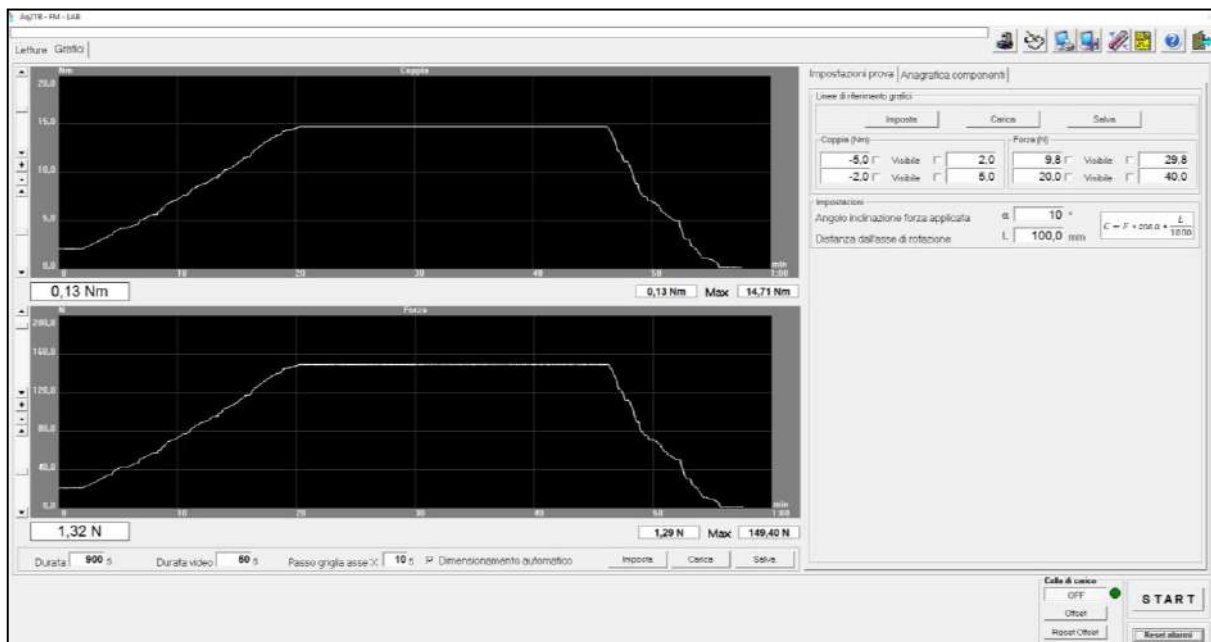 Acq2TB - FM - LAB
Letture Grafici
Nm Coppia
20,0
15,0
10,0
5,0
0,0
0 10 20 30 40 50 min 1:00
0,13 Nm
0,13 Nm Max 14,71 Nm
N Forza
200,0
160,0
120,0
80,0
40,0
0,0
0 10 20 30 40 50 min 1:00
1,32 N
1,29 N Max 149,40 N
Durata 900 s Durata video 60 s Passo griglia asse X 10 s Dimensionamento automatico Imposta Carica Salva
Impostazioni prova Anagrafica componenti
Linee di riferimento grafici
Imposta Carica Salva
Coppia (Nm) Forza (N)
-5,0 Visibile 2,0 9,8 Visibile 29,8
-2,0 Visibile 5,0 20,0 Visibile 40,0
Impostazioni
Angolo inclinazione forza applicata α 10 °
Distanza dall'asse di rotazione L 100,0 mm
C = F * cos α * L/1000
Cella di carico
OFF
Offset
Reset Offset
START
Reset allarmi